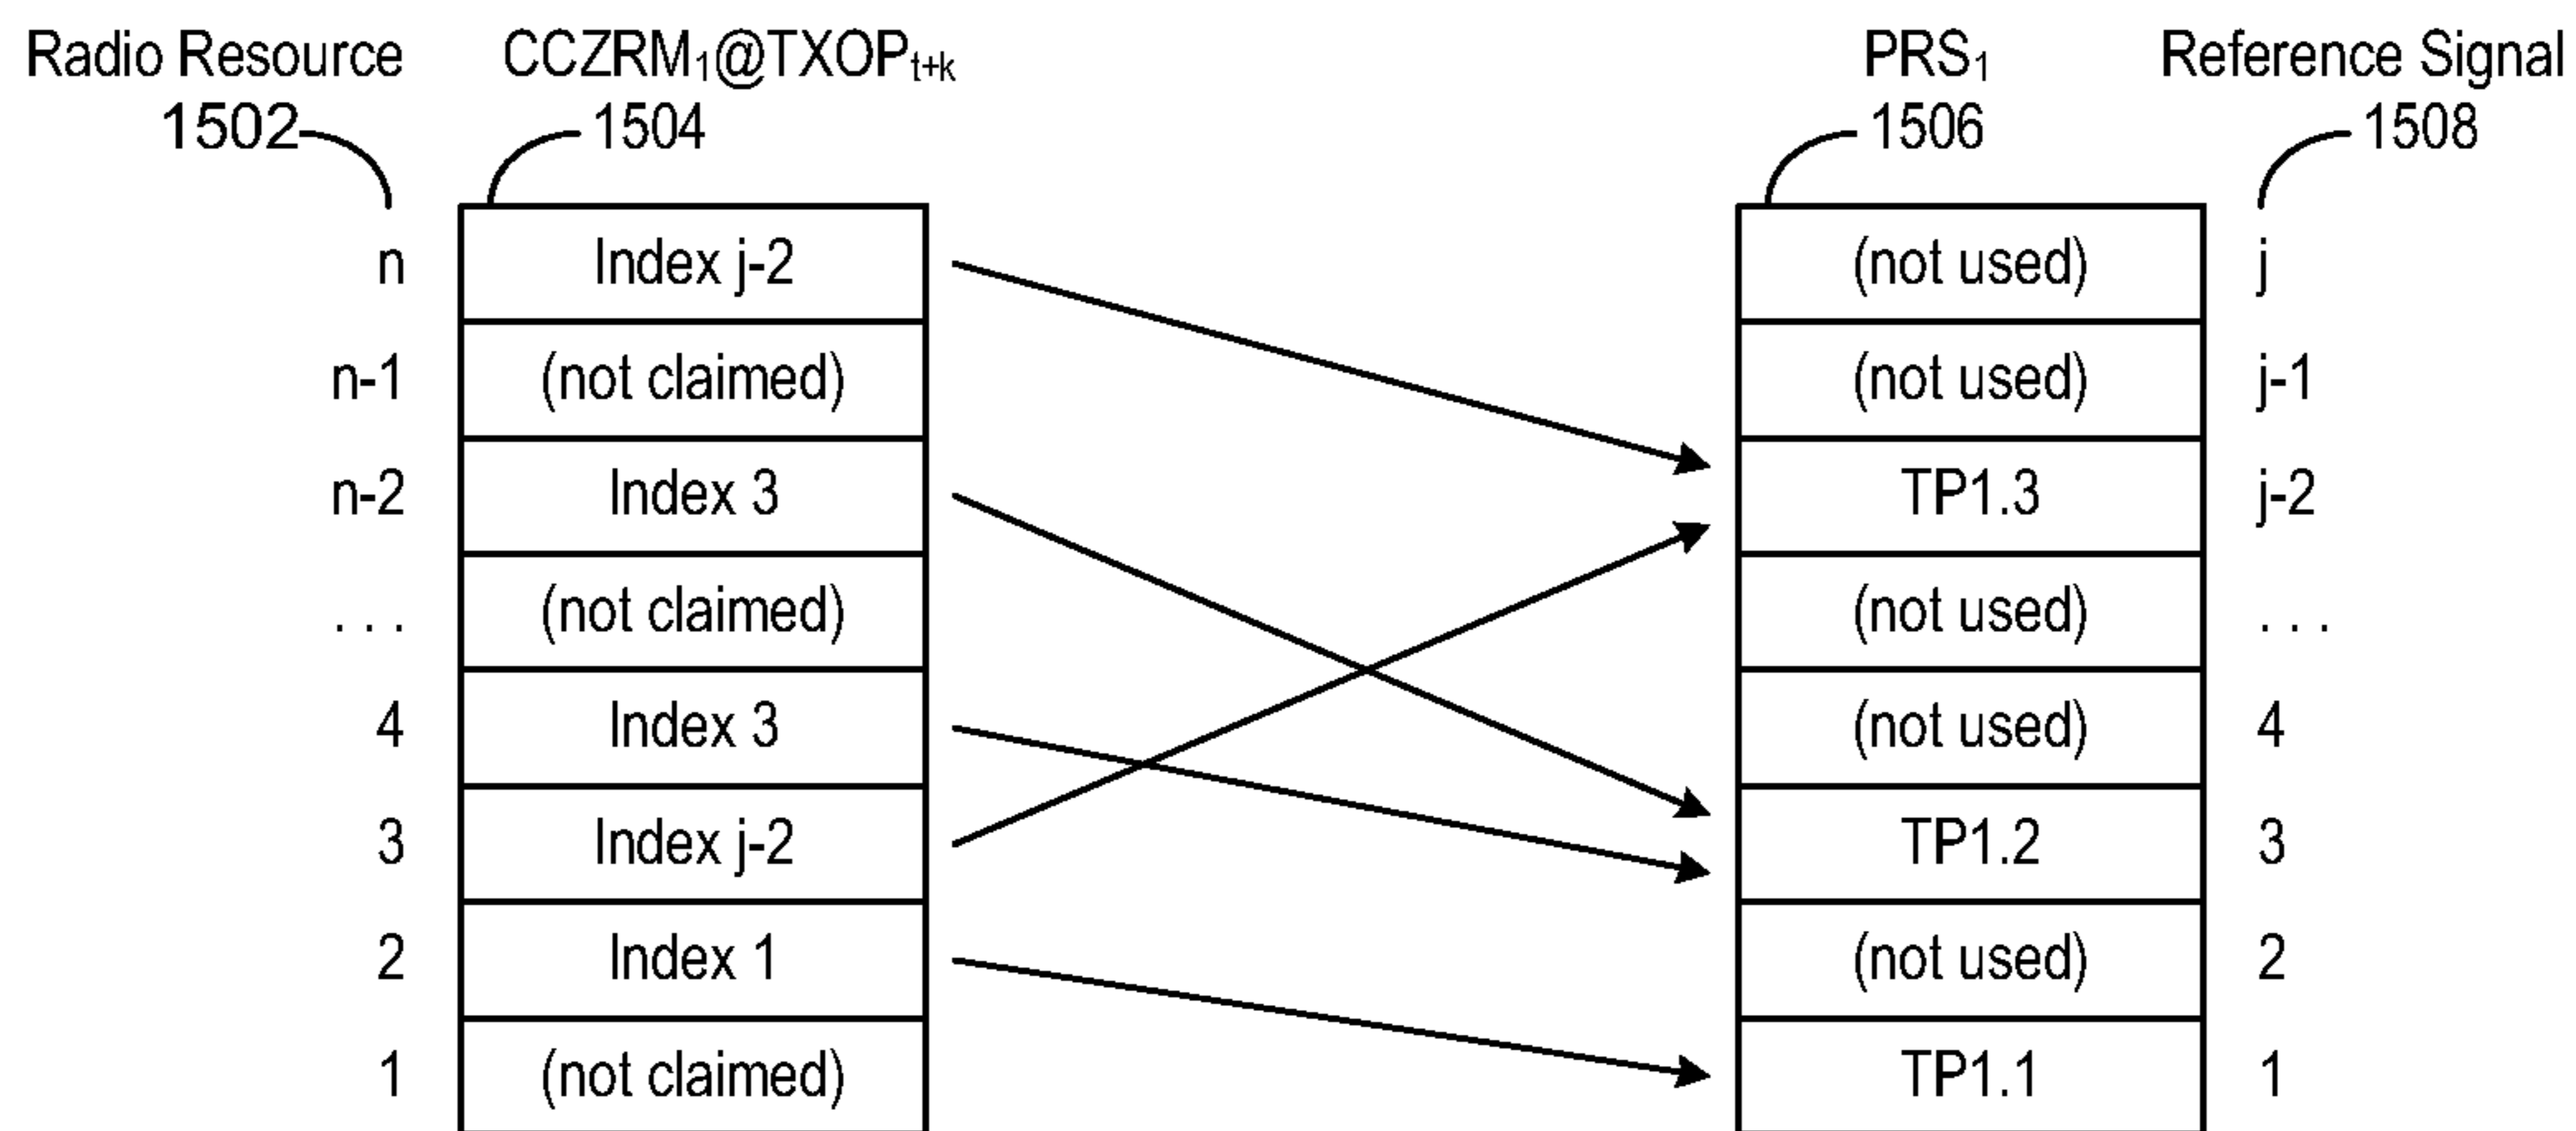 Radio Resource CCZRM₁@TXOPₜ₊ₖ PRS₁ Reference Signal
1502 1504 1506 1508
n Index j-2 (not used) j
n-1 (not claimed) (not used) j-1
n-2 Index 3 TP1.3 j-2
. . . (not claimed) (not used) . . .
4 Index 3 (not used) 4
3 Index j-2 TP1.2 3
2 Index 1 (not used) 2
1 (not claimed) TP1.1 1